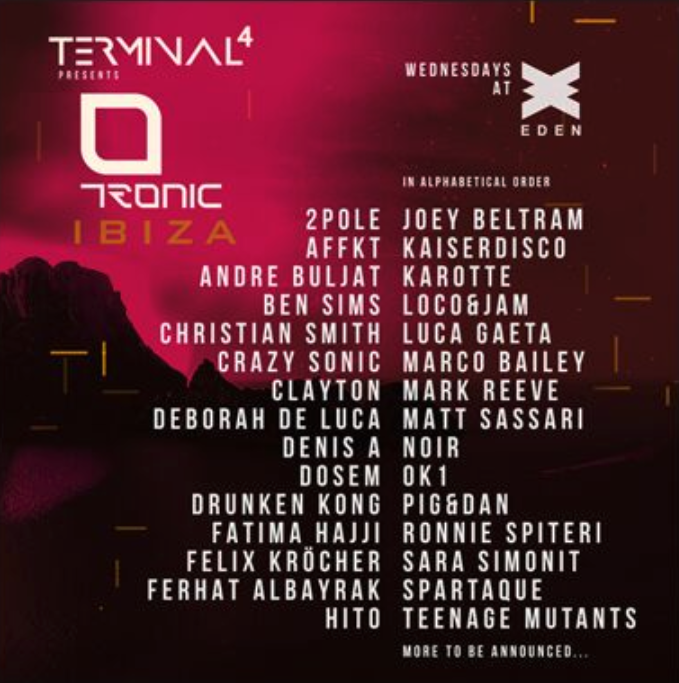 TERMINAL4
PRESENTS
TRONIC
IBIZA
WEDNESDAYS
AT
EDEN
IN ALPHABETICAL ORDER
2POLE
AFFKT
ANDRE BULJAT
BEN SIMS
CHRISTIAN SMITH
CRAZY SONIC
CLAYTON
DEBORAH DE LUCA
DENIS A
DOSEM
DRUNKEN KONG
FATIMA HAJJI
FELIX KRÖCHER
FERHAT ALBAYRAK
HITO
JOEY BELTRAM
KAISERDISCO
KAROTTE
LOCO&JAM
LUCA GAETA
MARCO BAILEY
MARK REEVE
MATT SASSARI
NOIR
OK1
PIG&DAN
RONNIE SPITERI
SARA SIMONIT
SPARTAQUE
TEENAGE MUTANTS
MORE TO BE ANNOUNCED...